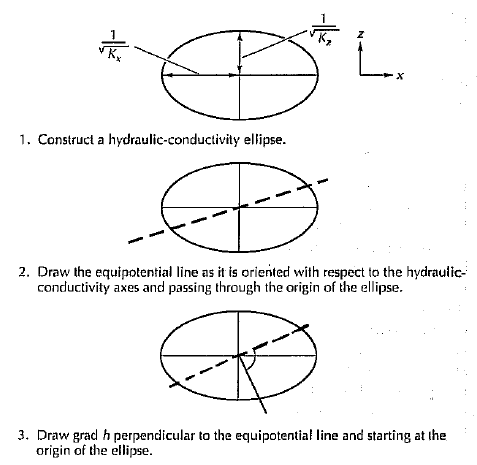 1
√Kx
1
√Kz
z
x
1. Construct a hydraulic-conductivity ellipse.
2. Draw the equipotential line as it is oriented with respect to the hydraulic-
conductivity axes and passing through the origin of the ellipse.
3. Draw grad h perpendicular to the equipotential line and starting at the
origin of the ellipse.